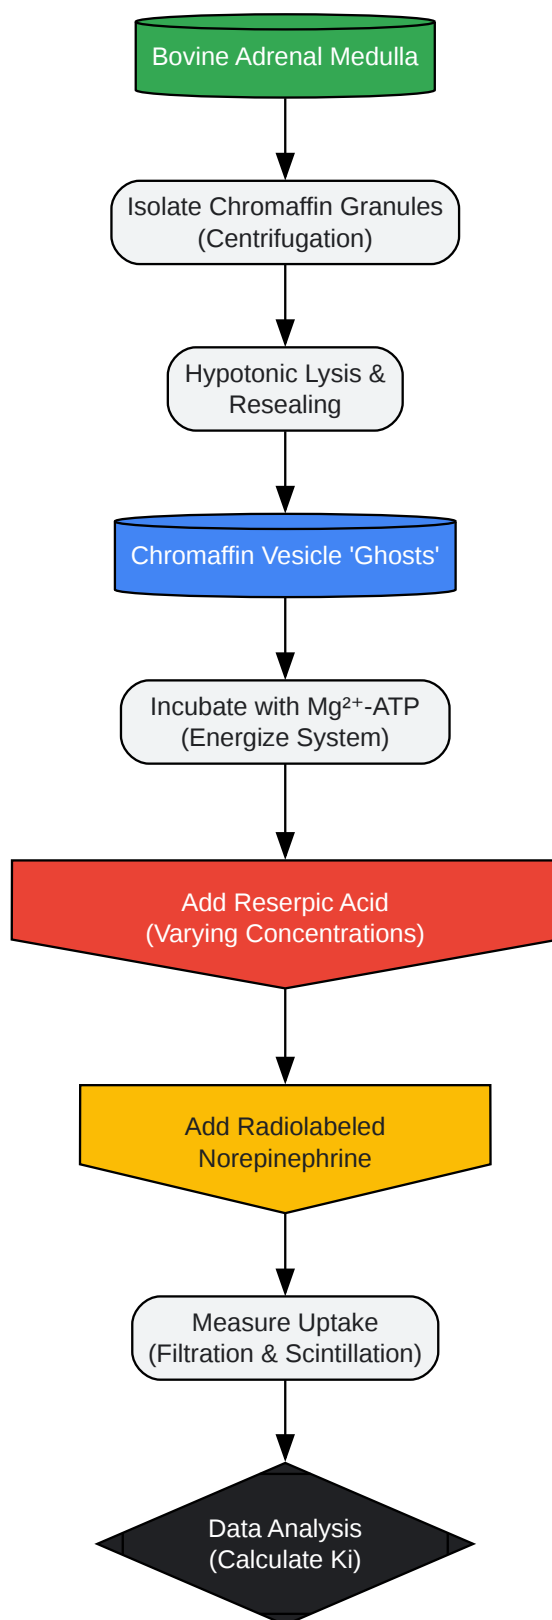 Bovine Adrenal Medulla
Isolate Chromaffin Granules
(Centrifugation)
Hypotonic Lysis &
Resealing
Chromaffin Vesicle 'Ghosts'
Incubate with Mg²⁺-ATP
(Energize System)
Add Reserpic Acid
(Varying Concentrations)
Add Radiolabeled
Norepinephrine
Measure Uptake
(Filtration & Scintillation)
Data Analysis
(Calculate Ki)